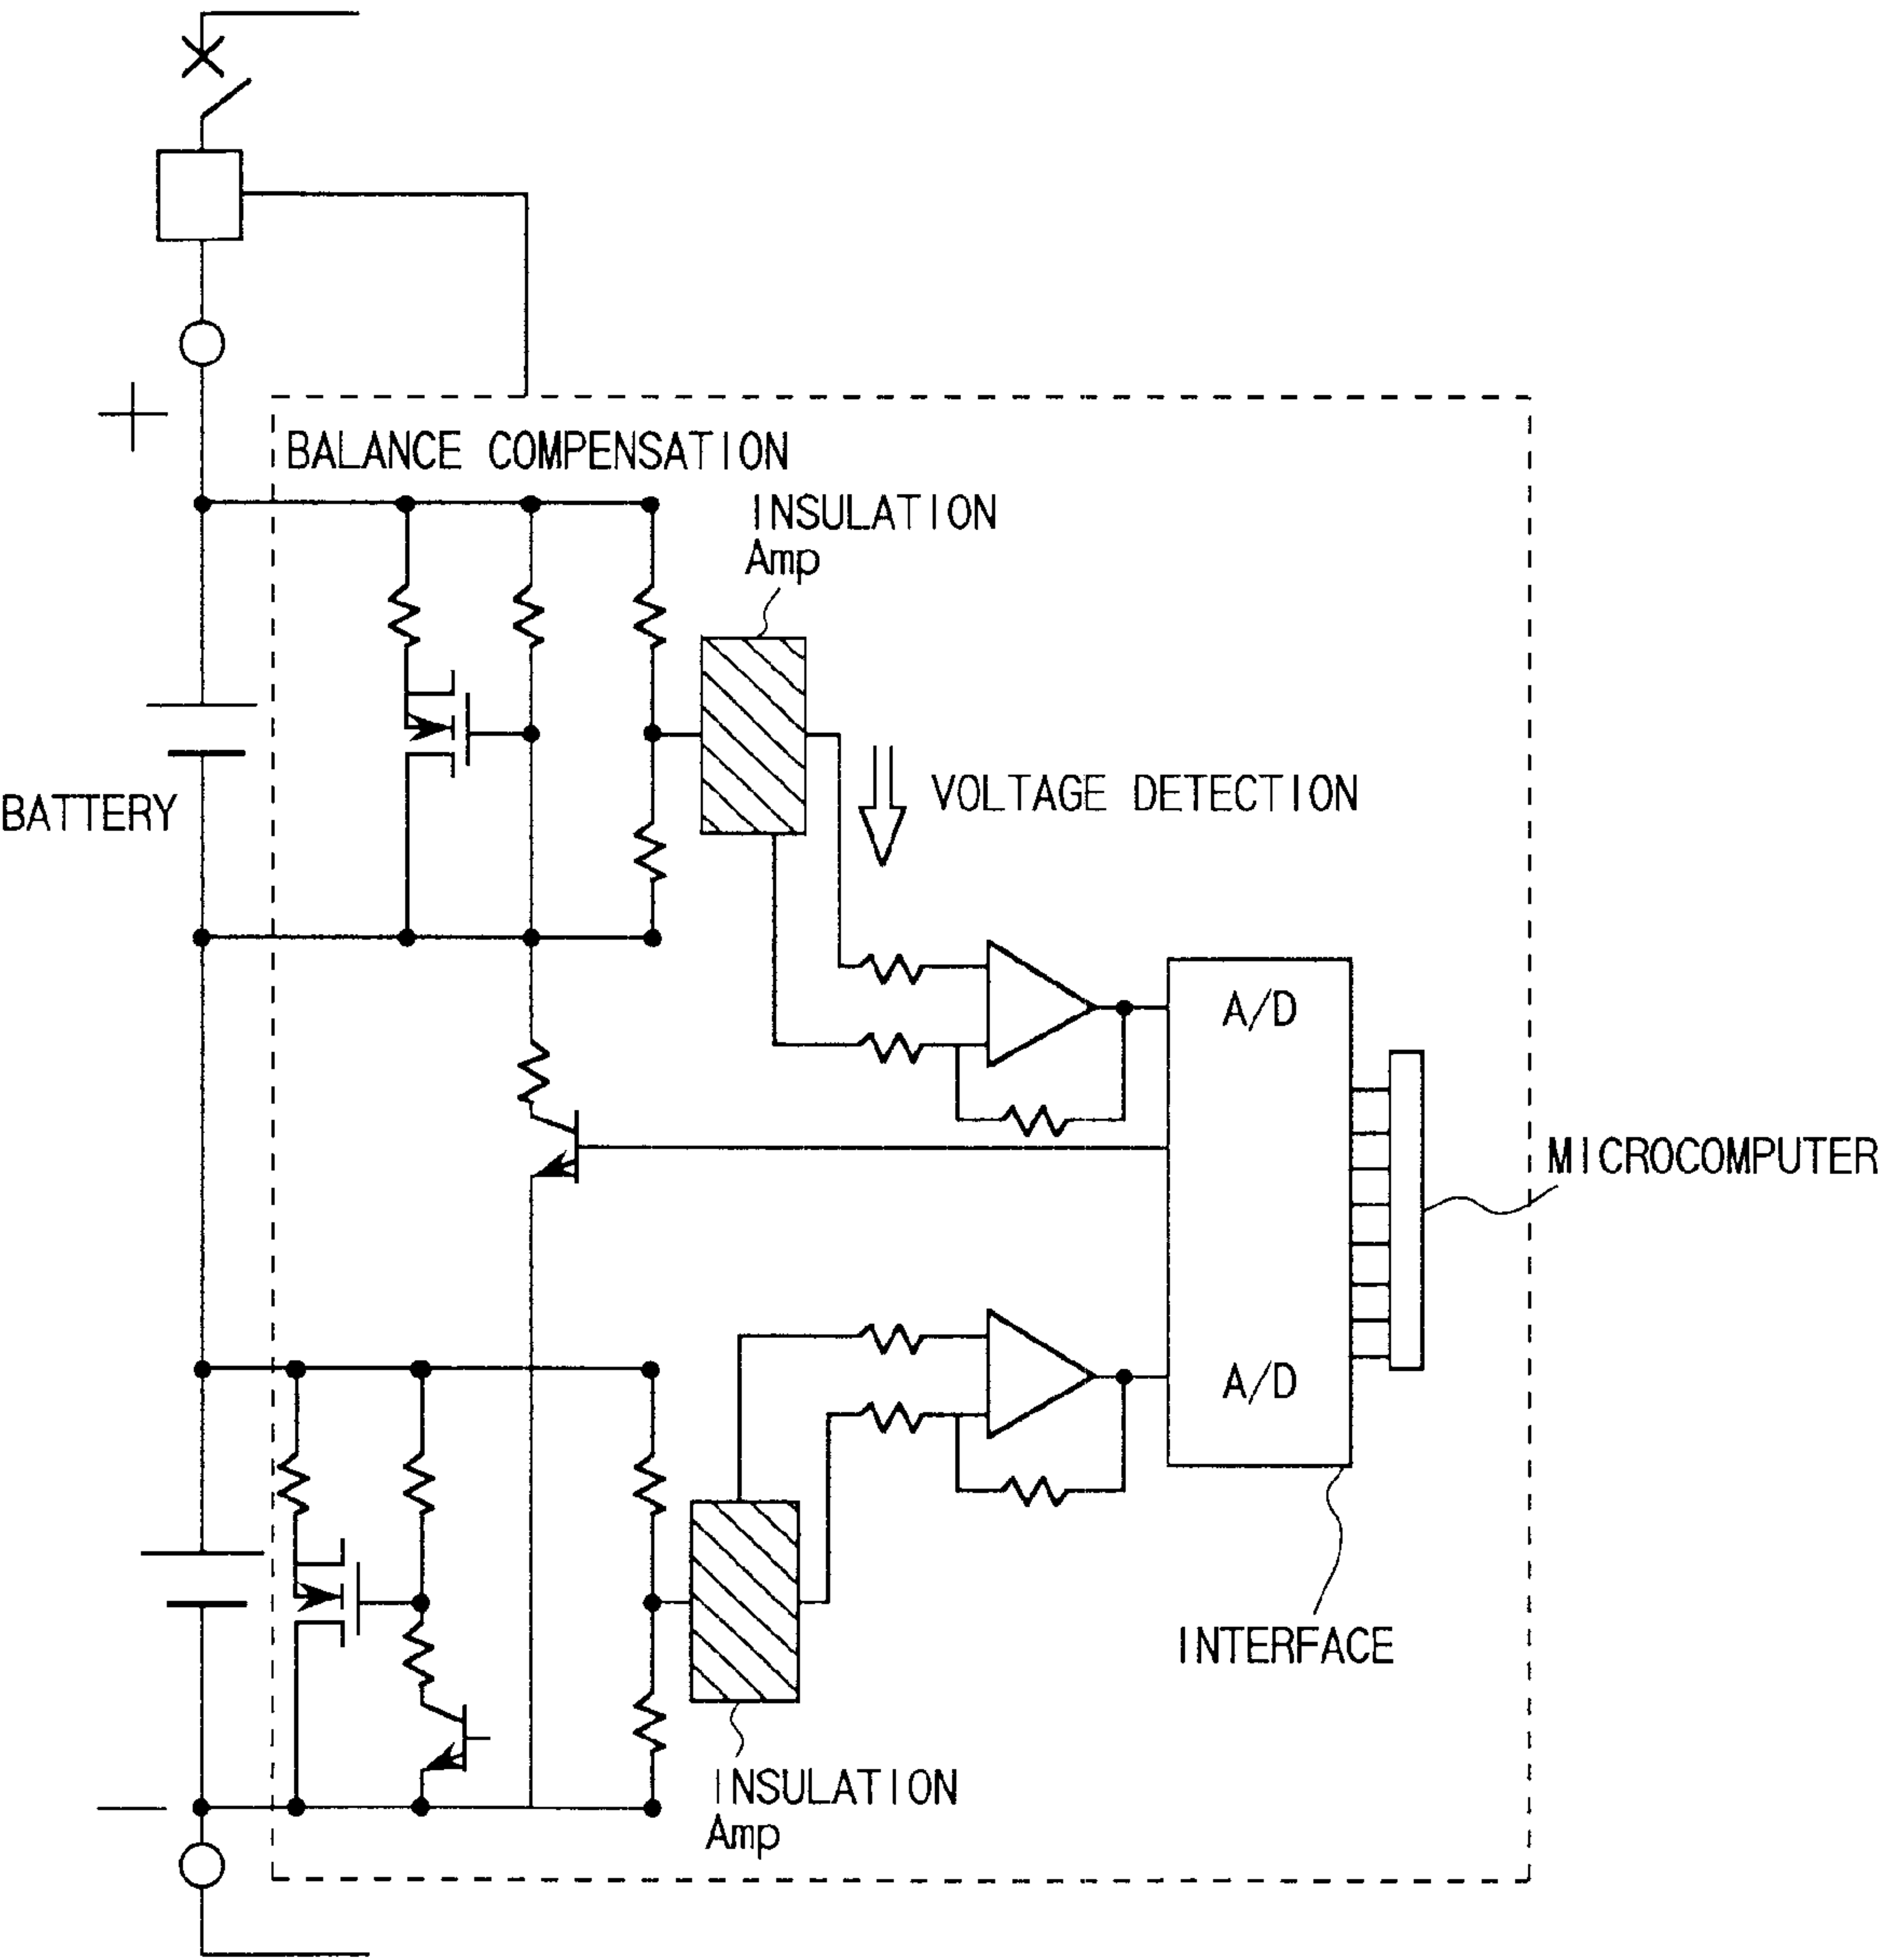 BALANCE COMPENSATION
INSULATION
Amp
BATTERY
VOLTAGE DETECTION
A/D
MICROCOMPUTER
A/D
INTERFACE
INSULATION
Amp